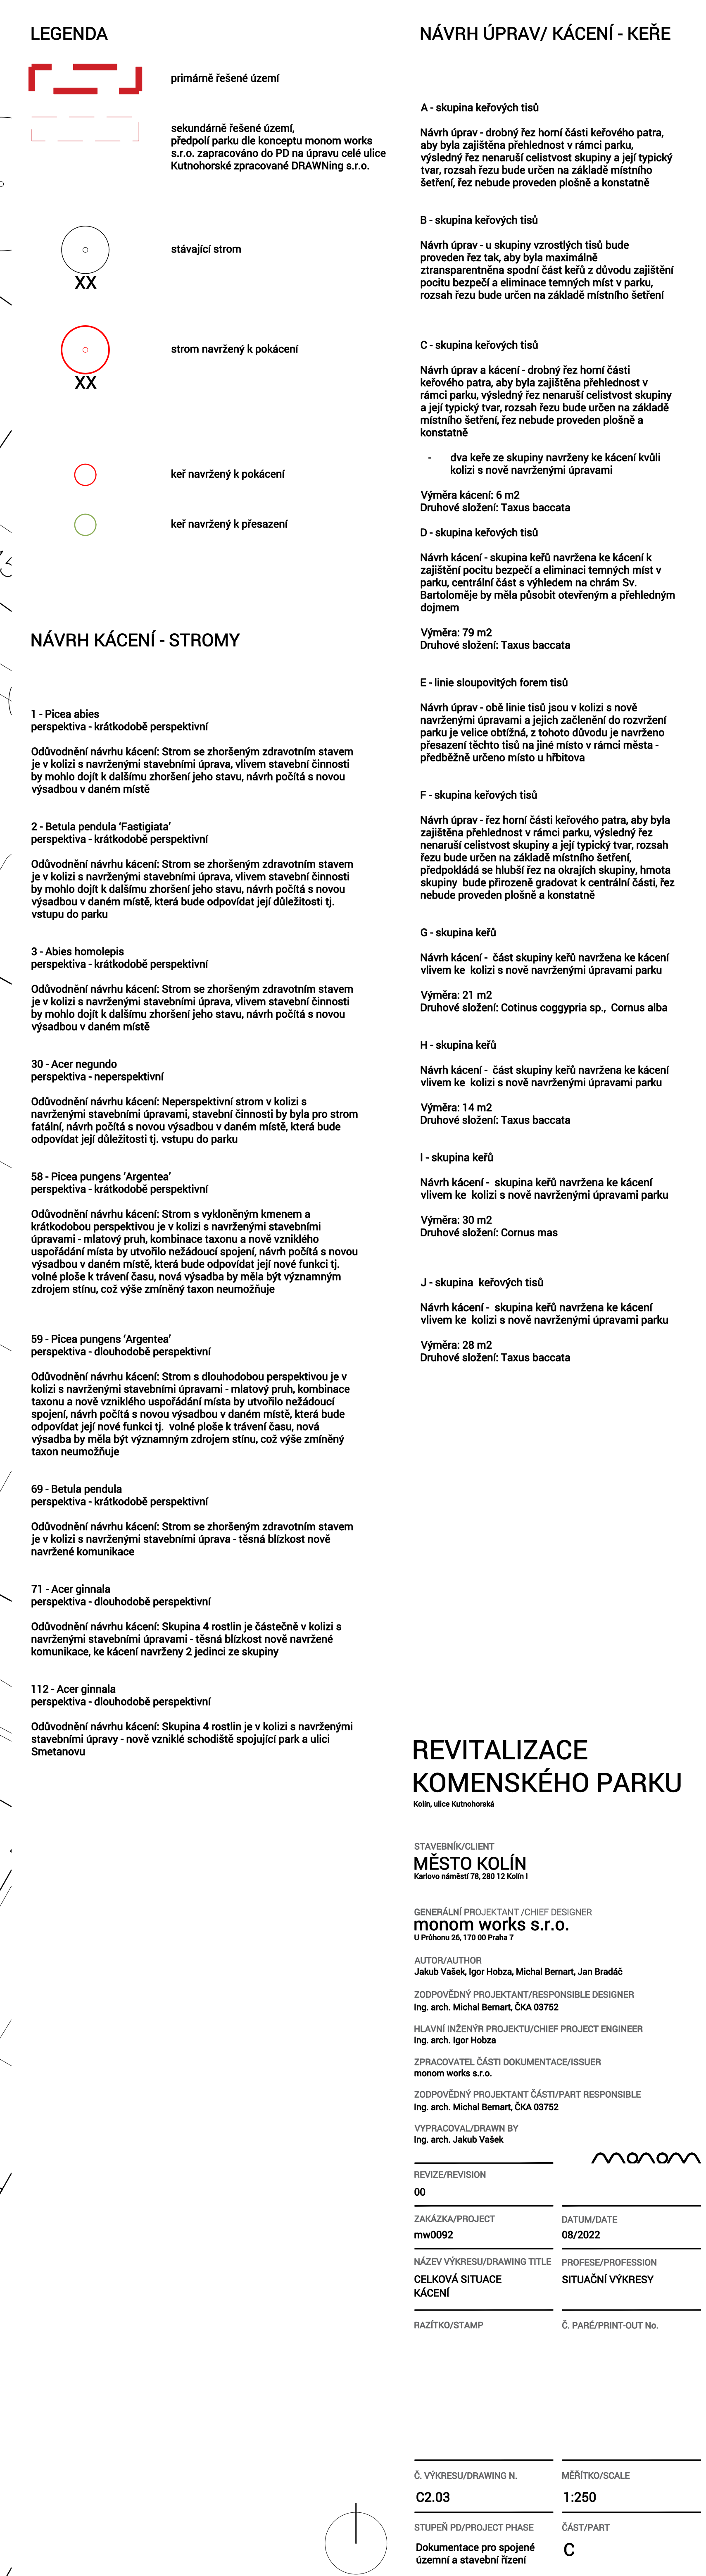 LEGENDA
primárně řešené území
sekundárně řešené území,
předpolí parku dle konceptu monom works
s.r.o. zapracováno do PD na úpravu celé ulice
Kutnohorské zpracované DRAWNing s.r.o.
XX
stávající strom
XX
strom navržený k pokácení
keř navržený k pokácení
keř navržený k přesazení
NÁVRH KÁCENÍ - STROMY
1 - Picea abies
perspektiva - krátkodobě perspektivní
Odůvodnění návrhu kácení: Strom se zhoršeným zdravotním stavem
je v kolizi s navrženými stavebními úprava, vlivem stavební činnosti
by mohlo dojít k dalšímu zhoršení jeho stavu, návrh počítá s novou
výsadbou v daném místě
2 - Betula pendula ‘Fastigiata’
perspektiva - krátkodobě perspektivní
Odůvodnění návrhu kácení: Strom se zhoršeným zdravotním stavem
je v kolizi s navrženými stavebními úprava, vlivem stavební činnosti
by mohlo dojít k dalšímu zhoršení jeho stavu, návrh počítá s novou
výsadbou v daném místě, která bude odpovídat její důležitosti tj.
vstupu do parku
3 - Abies homolepis
perspektiva - krátkodobě perspektivní
Odůvodnění návrhu kácení: Strom se zhoršeným zdravotním stavem
je v kolizi s navrženými stavebními úprava, vlivem stavební činnosti
by mohlo dojít k dalšímu zhoršení jeho stavu, návrh počítá s novou
výsadbou v daném místě
30 - Acer negundo
perspektiva - neperspektivní
Odůvodnění návrhu kácení: Neperspektivní strom v kolizi s
navrženými stavebními úpravami, stavební činnosti by byla pro strom
fatální, návrh počítá s novou výsadbou v daném místě, která bude
odpovídat její důležitosti tj. vstupu do parku
58 - Picea pungens ‘Argentea’
perspektiva - krátkodobě perspektivní
Odůvodnění návrhu kácení: Strom s vykloněným kmenem a
krátkodobou perspektivou je v kolizi s navrženými stavebními
úpravami - mlatový pruh, kombinace taxonu a nově vzniklého
uspořádání místa by utvořilo nežádoucí spojení, návrh počítá s novou
výsadbou v daném místě, která bude odpovídat její nové funkci tj.
volné ploše k trávení času, nová výsadba by měla být významným
zdrojem stínu, což výše zmíněný taxon neumožňuje
59 - Picea pungens ‘Argentea’
perspektiva - dlouhodobě perspektivní
Odůvodnění návrhu kácení: Strom s dlouhodobou perspektivou je v
kolizi s navrženými stavebními úpravami - mlatový pruh, kombinace
taxonu a nově vzniklého uspořádání místa by utvořilo nežádoucí
spojení, návrh počítá s novou výsadbou v daném místě, která bude
odpovídat její nové funkci tj. volné ploše k trávení času, nová
výsadba by měla být významným zdrojem stínu, což výše zmíněný
taxon neumožňuje
69 - Betula pendula
perspektiva - krátkodobě perspektivní
Odůvodnění návrhu kácení: Strom se zhoršeným zdravotním stavem
je v kolizi s navrženými stavebními úprava - těsná blízkost nově
navržené komunikace
71 - Acer ginnala
perspektiva - dlouhodobě perspektivní
Odůvodnění návrhu kácení: Skupina 4 rostlin je částečně v kolizi s
navrženými stavebními úpravami - těsná blízkost nově navržené
komunikace, ke kácení navrženy 2 jedinci ze skupiny
112 - Acer ginnala
perspektiva - dlouhodobě perspektivní
Odůvodnění návrhu kácení: Skupina 4 rostlin je v kolizi s navrženými
stavebními úpravy - nově vzniklé schodiště spojující park a ulici
Smetanovu
NÁVRH ÚPRAV/ KÁCENÍ - KEŘE
A - skupina keřových tisů
Návrh úprav - drobný řez horní části keřového patra,
aby byla zajištěna přehlednost v rámci parku,
výsledný řez nenaruší celistvost skupiny a její typický
tvar, rozsah řezu bude určen na základě místního
šetření, řez nebude proveden plošně a konstatně
B - skupina keřových tisů
Návrh úprav - u skupiny vzrostlých tisů bude
proveden řez tak, aby byla maximálně
ztransparentněna spodní část keřů z důvodu zajištění
pocitu bezpečí a eliminace temných míst v parku,
rozsah řezu bude určen na základě místního šetření
C - skupina keřových tisů
Návrh úprav a kácení - drobný řez horní části
keřového patra, aby byla zajištěna přehlednost v
rámci parku, výsledný řez nenaruší celistvost skupiny
a její typický tvar, rozsah řezu bude určen na základě
místního šetření, řez nebude proveden plošně a
konstatně
- dva keře ze skupiny navrženy ke kácení kvůli
kolizi s nově navrženými úpravami
Výměra kácení: 6 m2
Druhové složení: Taxus baccata
D - skupina keřových tisů
Návrh kácení - skupina keřů navržena ke kácení k
zajištění pocitu bezpečí a eliminaci temných míst v
parku, centrální část s výhledem na chrám Sv.
Bartoloměje by měla působit otevřeným a přehledným
dojmem
Výměra: 79 m2
Druhové složení: Taxus baccata
E - linie sloupovitých forem tisů
Návrh úprav - obě linie tisů jsou v kolizi s nově
navrženými úpravami a jejich začlenění do rozvržení
parku je velice obtížná, z tohoto důvodu je navrženo
přesazení těchto tisů na jiné místo v rámci města -
předběžně určeno místo u hřbitova
F - skupina keřových tisů
Návrh úprav - řez horní části keřového patra, aby byla
zajištěna přehlednost v rámci parku, výsledný řez
nenaruší celistvost skupiny a její typický tvar, rozsah
řezu bude určen na základě místního šetření,
předpokládá se hlubší řez na okrajích skupiny, hmota
skupiny bude přirozeně gradovat k centrální části, řez
nebude proveden plošně a konstatně
G - skupina keřů
Návrh kácení - část skupiny keřů navržena ke kácení
vlivem ke kolizi s nově navrženými úpravami parku
Výměra: 21 m2
Druhové složení: Cotinus coggypria sp., Cornus alba
H - skupina keřů
Návrh kácení - část skupiny keřů navržena ke kácení
vlivem ke kolizi s nově navrženými úpravami parku
Výměra: 14 m2
Druhové složení: Taxus baccata
I - skupina keřů
Návrh kácení - skupina keřů navržena ke kácení
vlivem ke kolizi s nově navrženými úpravami parku
Výměra: 30 m2
Druhové složení: Cornus mas
J - skupina keřových tisů
Návrh kácení - skupina keřů navržena ke kácení
vlivem ke kolizi s nově navrženými úpravami parku
Výměra: 28 m2
Druhové složení: Taxus baccata
REVITALIZACE
KOMENSKÉHO PARKU
Kolín, ulice Kutnohorská
STAVEBNÍK/CLIENT
MĚSTO KOLÍN
Karlovo náměstí 78, 280 12 Kolín I
GENERÁLNÍ PROJEKTANT /CHIEF DESIGNER
monom works s.r.o.
U Průhonu 26, 170 00 Praha 7
AUTOR/AUTHOR
Jakub Vašek, Igor Hobza, Michal Bernart, Jan Bradáč
ZODPOVĚDNÝ PROJEKTANT/RESPONSIBLE DESIGNER
Ing. arch. Michal Bernart, ČKA 03752
HLAVNÍ INŽENÝR PROJEKTU/CHIEF PROJECT ENGINEER
Ing. arch. Igor Hobza
ZPRACOVATEL ČÁSTI DOKUMENTACE/ISSUER
monom works s.r.o.
ZODPOVĚDNÝ PROJEKTANT ČÁSTI/PART RESPONSIBLE
Ing. arch. Michal Bernart, ČKA 03752
VYPRACOVAL/DRAWN BY
Ing. arch. Jakub Vašek
monom
REVIZE/REVISION
00
ZAKÁZKA/PROJECT
mw0092
DATUM/DATE
08/2022
NÁZEV VÝKRESU/DRAWING TITLE
CELKOVÁ SITUACE
KÁCENÍ
PROFESE/PROFESSION
SITUAČNÍ VÝKRESY
RAZÍTKO/STAMP
Č. PARÉ/PRINT-OUT No.
Č. VÝKRESU/DRAWING N.
C2.03
MĚŘÍTKO/SCALE
1:250
STUPEŇ PD/PROJECT PHASE
Dokumentace pro spojené
územní a stavební řízení
ČÁST/PART
C